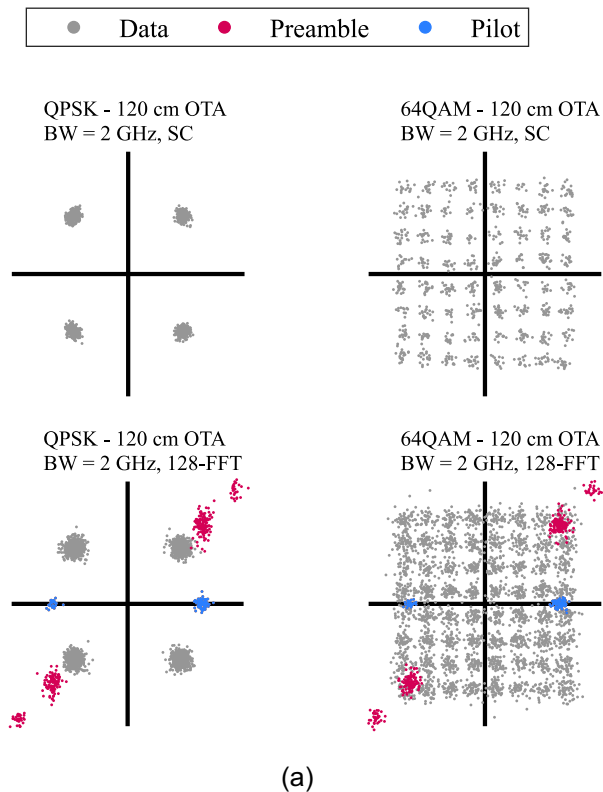 Data Preamble Pilot
QPSK - 120 cm OTA
BW = 2 GHz, SC
64QAM - 120 cm OTA
BW = 2 GHz, SC
QPSK - 120 cm OTA
BW = 2 GHz, 128-FFT
64QAM - 120 cm OTA
BW = 2 GHz, 128-FFT
(a)